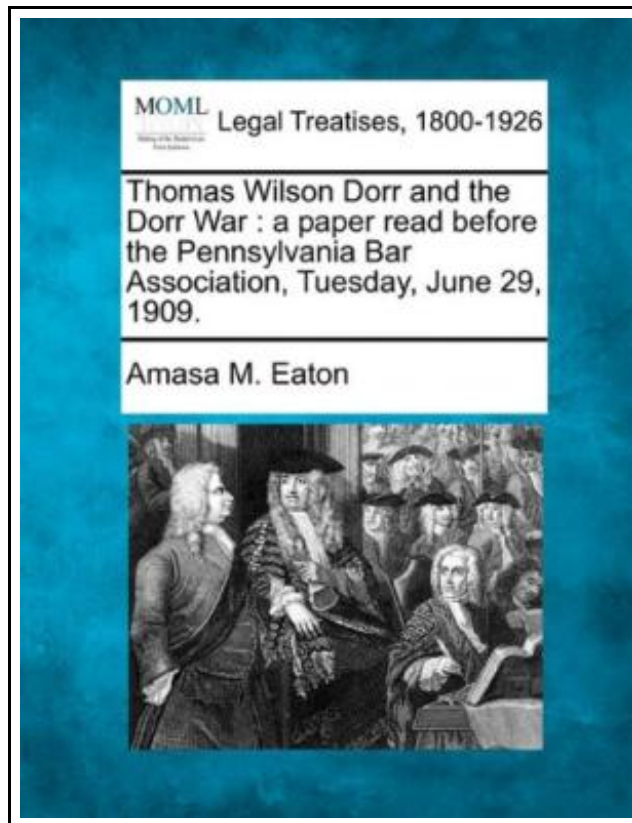 MOML
Legal Treatises, 1800-1926
Thomas Wilson Dorr and the
Dorr War : a paper read before
the Pennsylvania Bar
Association, Tuesday, June 29,
1909.
Amasa M. Eaton